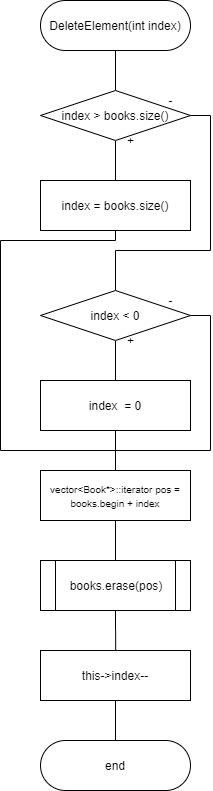 DeleteElement(int index)
-
index > books.size()
+
index = books.size()
-
index < 0
+
index  = 0
vector<Book*>::iterator pos =
books.begin + index
books.erase(pos)
this->index--
end